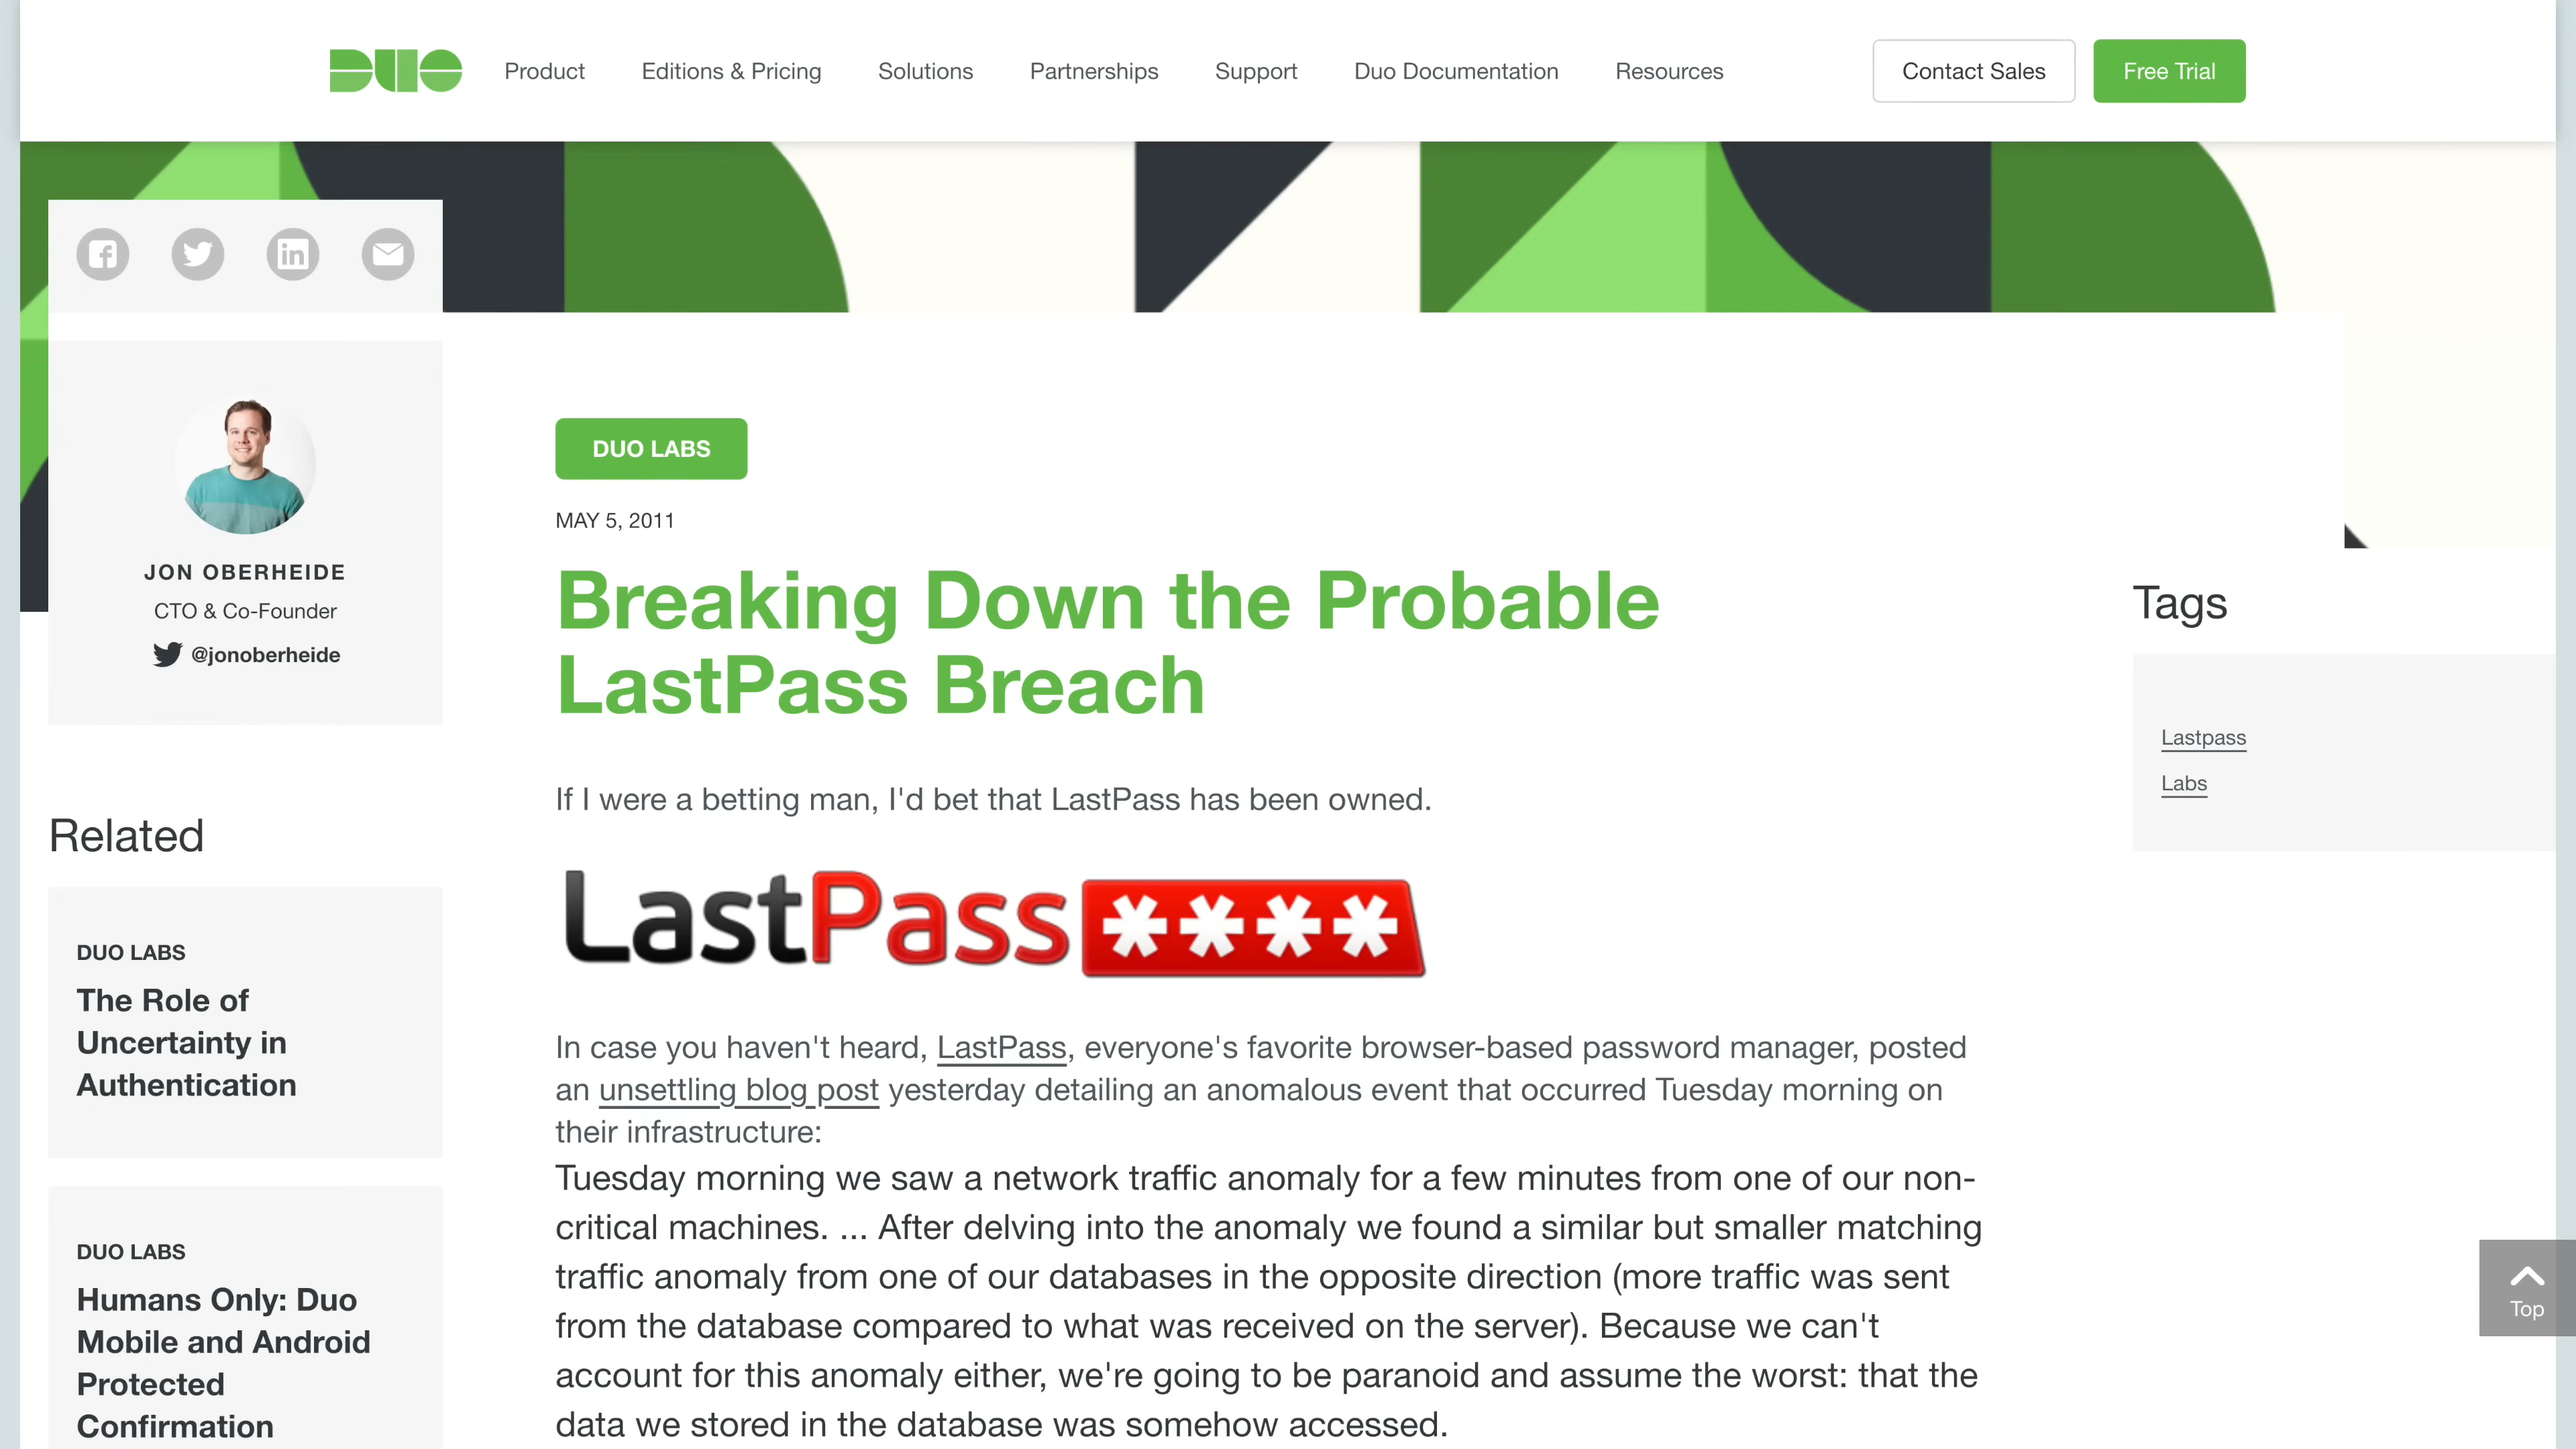 DUO
Product
Editions & Pricing
Solutions
Partnerships
Support
Duo Documentation
Resources
Contact Sales
Free Trial
JON OBERHEIDE
CTO & Co-Founder
@jonoberheide
Related
DUO LABS
The Role of
Uncertainty in
Authentication
DUO LABS
Humans Only: Duo
Mobile and Android
Protected
Confirmation
DUO LABS
MAY 5, 2011
Breaking Down the Probable
LastPass Breach
If I were a betting man, I'd bet that LastPass has been owned.
LastPass ****
In case you haven't heard, LastPass, everyone's favorite browser-based password manager, posted
an unsettling blog post yesterday detailing an anomalous event that occurred Tuesday morning on
their infrastructure:
Tuesday morning we saw a network traffic anomaly for a few minutes from one of our non-
critical machines. ... After delving into the anomaly we found a similar but smaller matching
traffic anomaly from one of our databases in the opposite direction (more traffic was sent
from the database compared to what was received on the server). Because we can't
account for this anomaly either, we're going to be paranoid and assume the worst: that the
data we stored in the database was somehow accessed.
Tags
Lastpass
Labs
Top